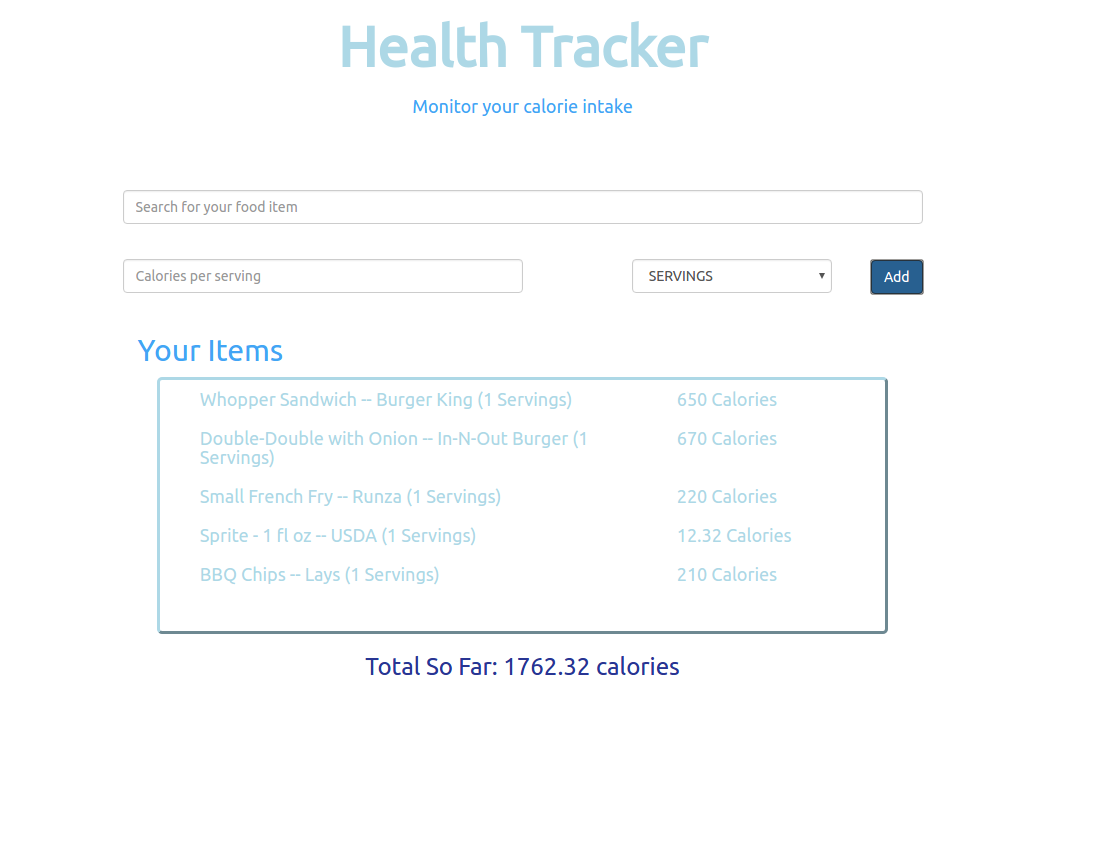 Health Tracker
Monitor your calorie intake
Search for your food item
Calories per serving
SERVINGS
Add
Your Items
Whopper Sandwich -- Burger King (1 Servings) 650 Calories
Double-Double with Onion -- In-N-Out Burger (1 670 Calories
Servings)
Small French Fry -- Runza (1 Servings) 220 Calories
Sprite - 1 fl oz -- USDA (1 Servings) 12.32 Calories
BBQ Chips -- Lays (1 Servings) 210 Calories
Total So Far: 1762.32 calories